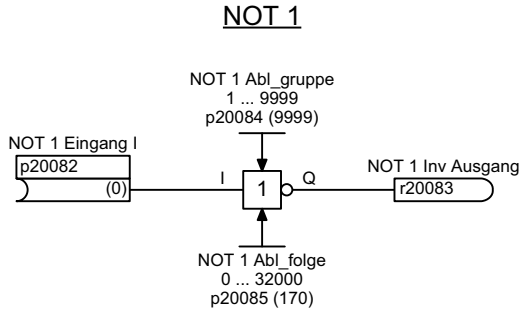 NOT 1
NOT 1 Abl_gruppe
1 ... 9999
p20084 (9999)
NOT 1 Eingang I
p20082
(0)
I
1
Q
NOT 1 Inv Ausgang
r20083
NOT 1 Abl_folge
0 ... 32000
p20085 (170)